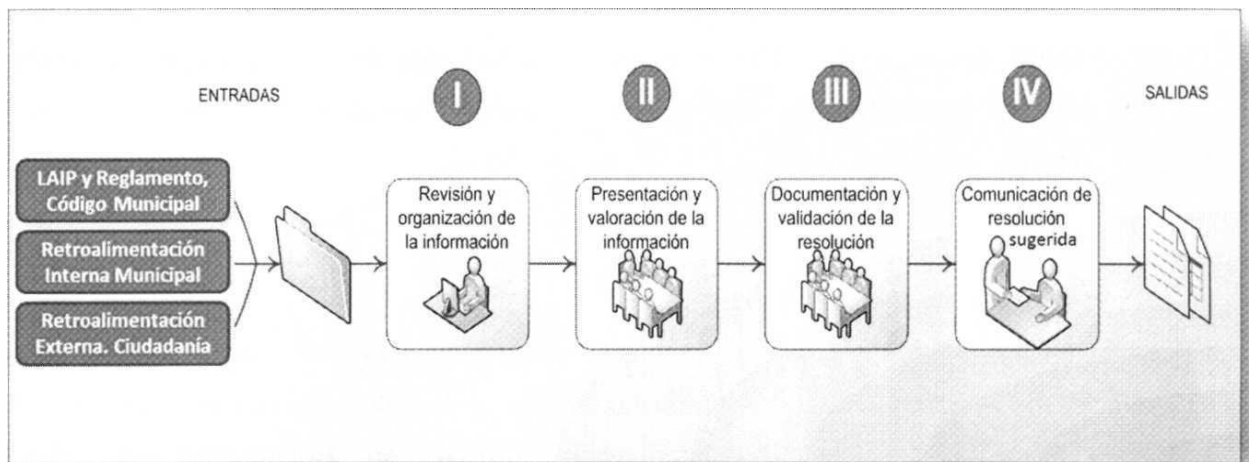 ENTRADAS
I
II
III
IV
SALIDAS
LAIP y Reglamento,
Código Municipal
Retroalimentación
Interna Municipal
Retroalimentación
Externa. Ciudadanía
Revisión y
organización de
la información
Presentación y
valoración de la
información
Documentación y
validación de la
resolución
Comunicación de
resolución
sugerida